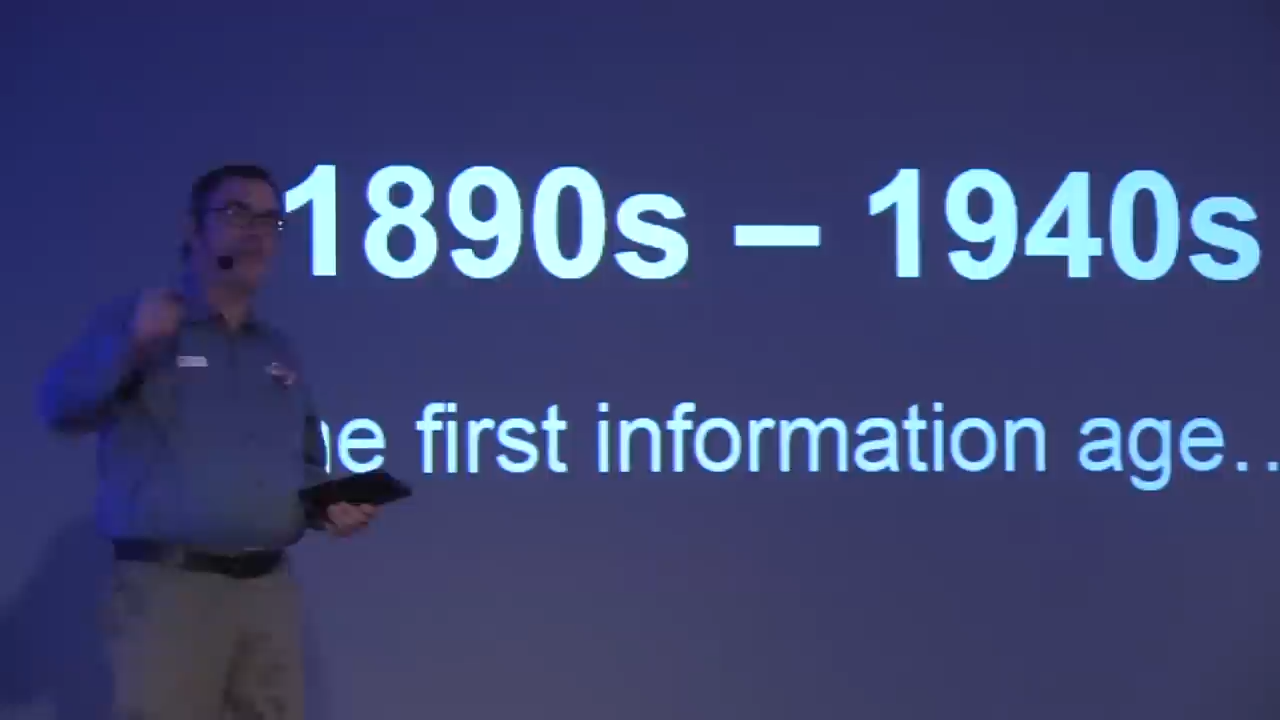 1890s – 1940s
he first information age..